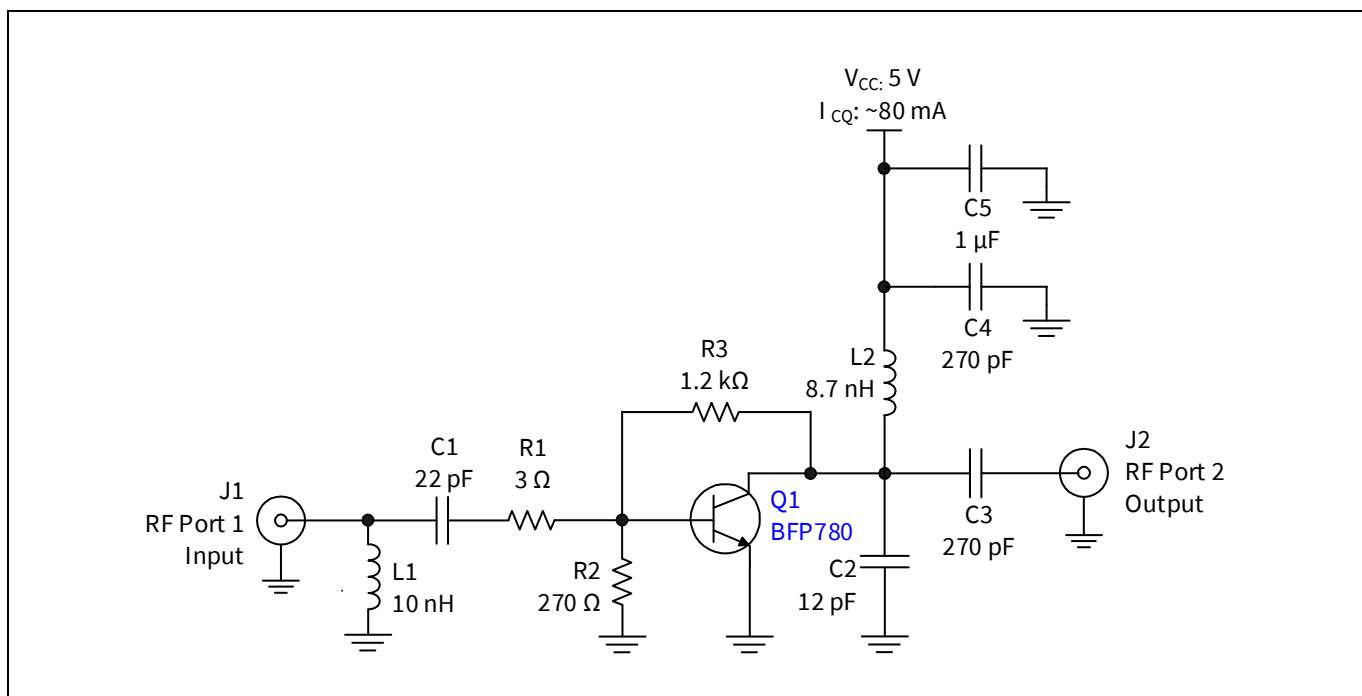 VCC: 5 V
I CQ: ~80 mA
C5
1 µF
C4
270 pF
L2
8.7 nH
R3
1.2 kΩ
C1
22 pF
R1
3 Ω
J1
RF Port 1
Input
L1
10 nH
R2
270 Ω
Q1
BFP780
C2
12 pF
C3
270 pF
J2
RF Port 2
Output